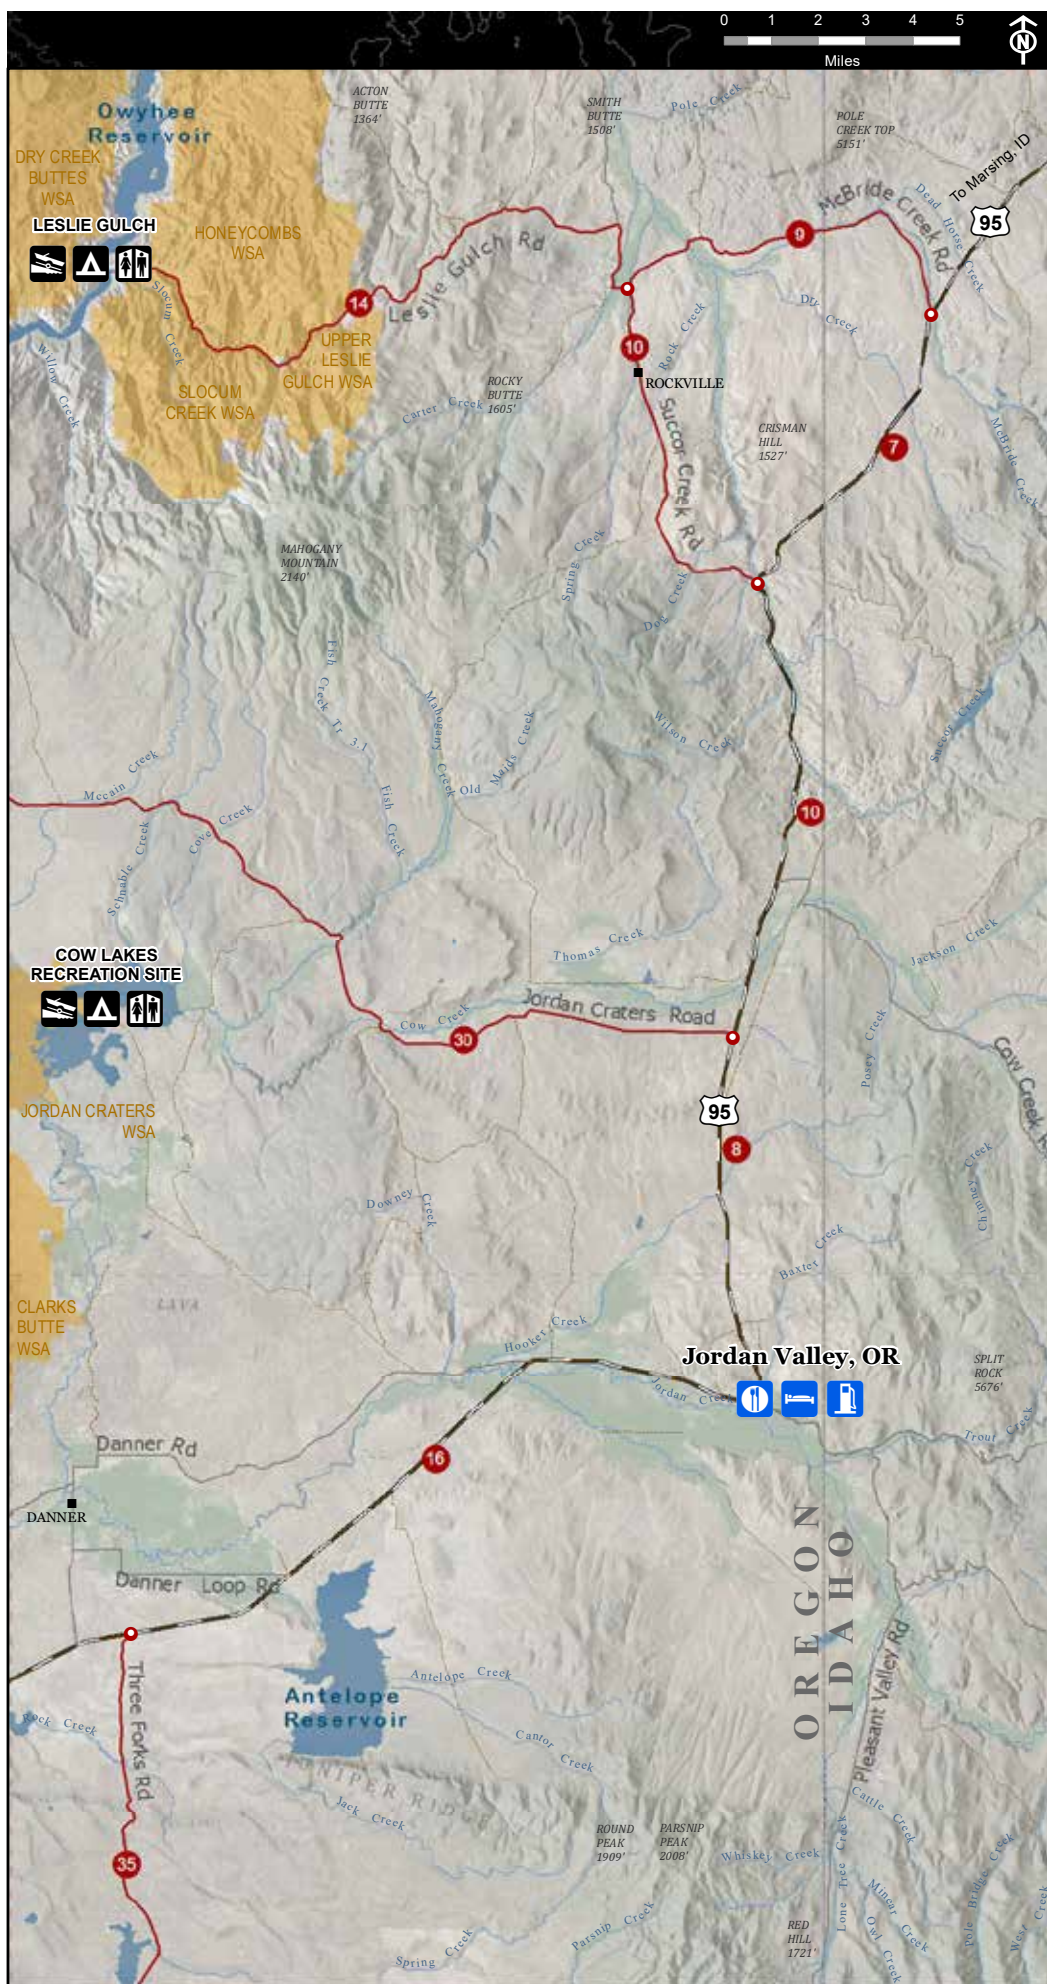 0 1 2 3 4 5
Miles
N
Owyhee
Reservoir
ACTON
BUTTE
1364'
SMITH
BUTTE
1508'
Pole Creek
POLE
CREEK TOP
5151'
To Marsing, ID
95
DRY CREEK
BUTTES
WSA
LESLIE GULCH
HONEYCOMBS
WSA
McBride Creek Rd
Dead Horse Creek
9
Leslie Gulch Rd
14
Slocum Creek
Willow Creek
UPPER
LESLIE
GULCH WSA
SLOCUM
CREEK WSA
10
Rock Creek
Dry Creek
ROCKVILLE
ROCKY
BUTTE
1605'
Carter Creek
Succor Creek Rd
CRISMAN
HILL
1527'
7
McBride Creek
MAHOGANY
MOUNTAIN
2140'
Spring Creek
Dog Creek
Fish Creek Tr 3.1
Mahogany Creek
Old Maids Creek
Wilson Creek
Succor Creek
Mccain Creek
Cove Creek
Fish Creek
10
Schnable Creek
COW LAKES
RECREATION SITE
Thomas Creek
Jackson Creek
Jordan Craters Road
Cow Creek
30
Posey Creek
Cow Creek R
JORDAN CRATERS
WSA
95
8
Chimney Creek
Downey Creek
Baxter Creek
CLARKS
BUTTE
WSA
LAVA
Hooker Creek
Jordan Valley, OR
SPLIT
ROCK
5676'
Jordan Creek
Trout Creek
Danner Rd
16
DANNER
OREGON
IDAHO
Danner Loop Rd
Three Forks Rd
Antelope
Reservoir
Antelope Creek
Pleasant Valley Rd
Rock Creek
Cantor Creek
JUNIPER RIDGE
Jack Creek
Cattle Creek
ROUND
PEAK
1909'
PARSNIP
PEAK
2008'
Whiskey Creek
Lone Tree Creek
35
Mincar Creek
Owl Creek
Pole Bridge Creek
West Creek
Parsnip Creek
RED
HILL
1721'
Spring Creek